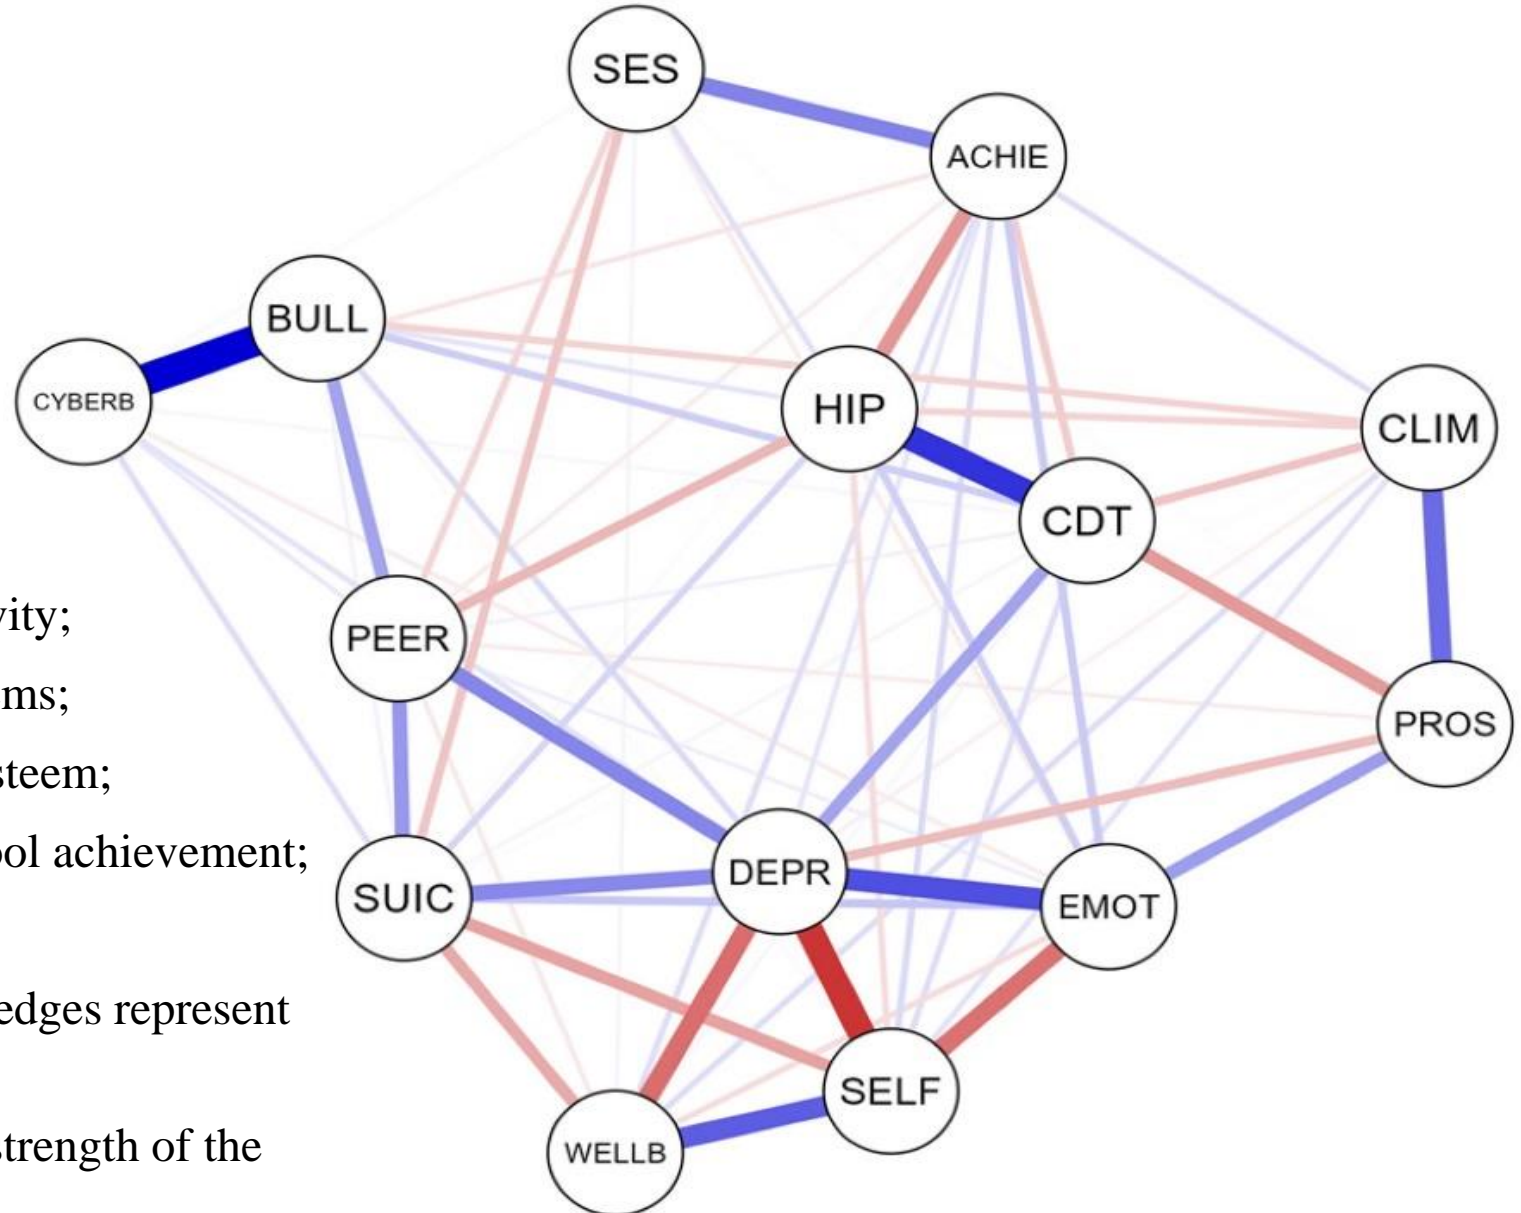 SES
ACHIE
BULL
CYBERB
HIP
CLIM
CDT
PEER
PROS
DEPR
SUIC
EMOT
SELF
WELLB
vity;
ms;
steem;
ool achievement;
edges represent
strength of the